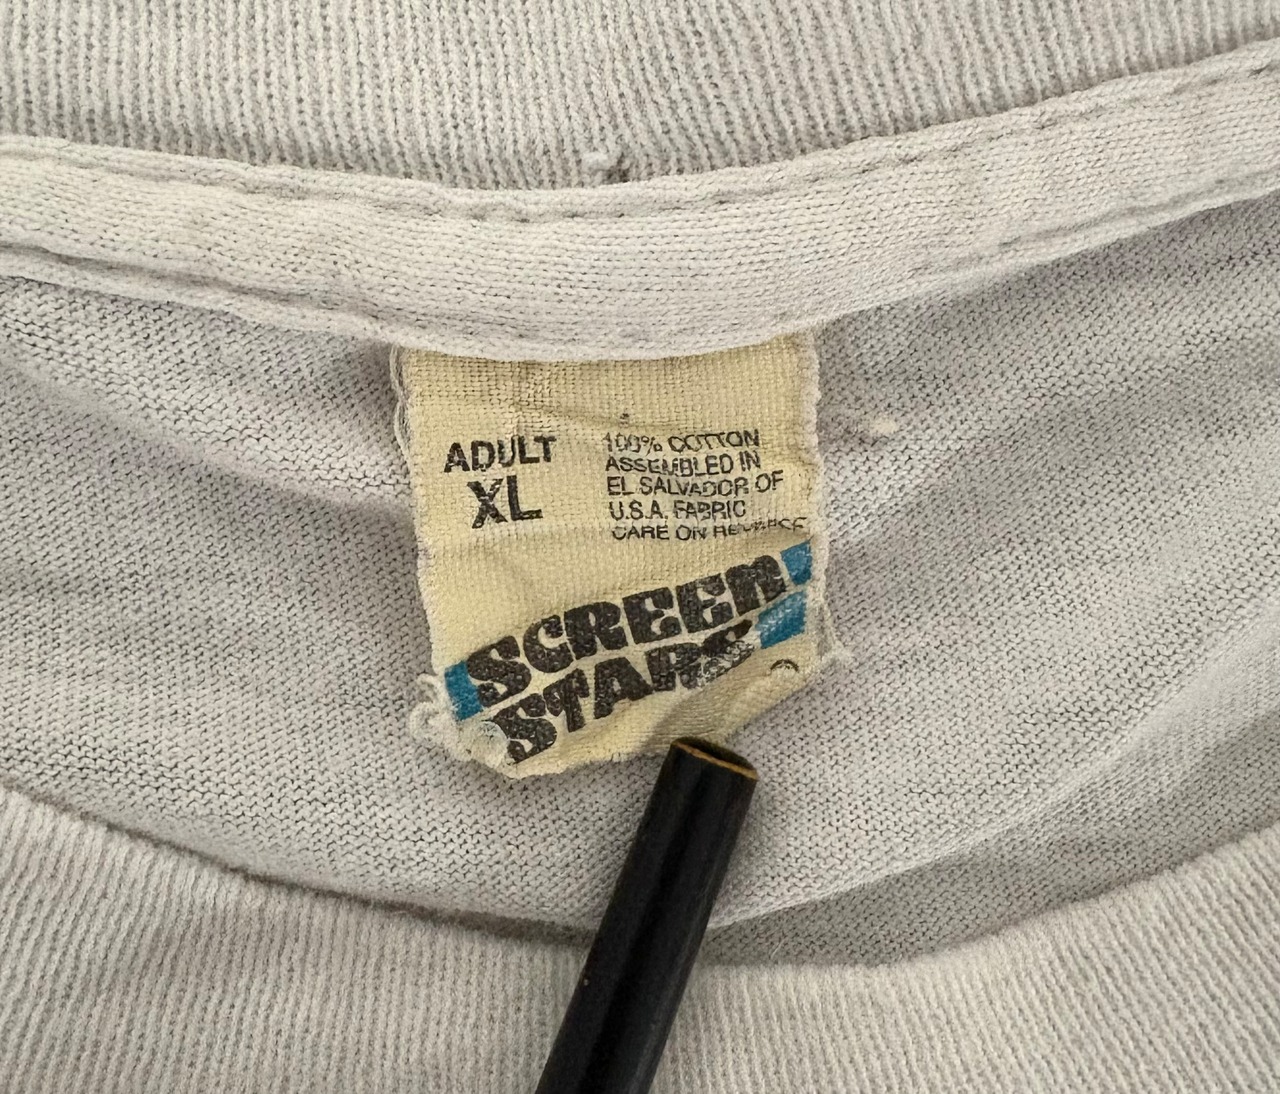 ADULT
XL
100% COTTON
ASSEMBLED IN
EL SALVADOR OF
U.S.A. FABRIC
CARE ON REVERSE
SCREEN
STARS